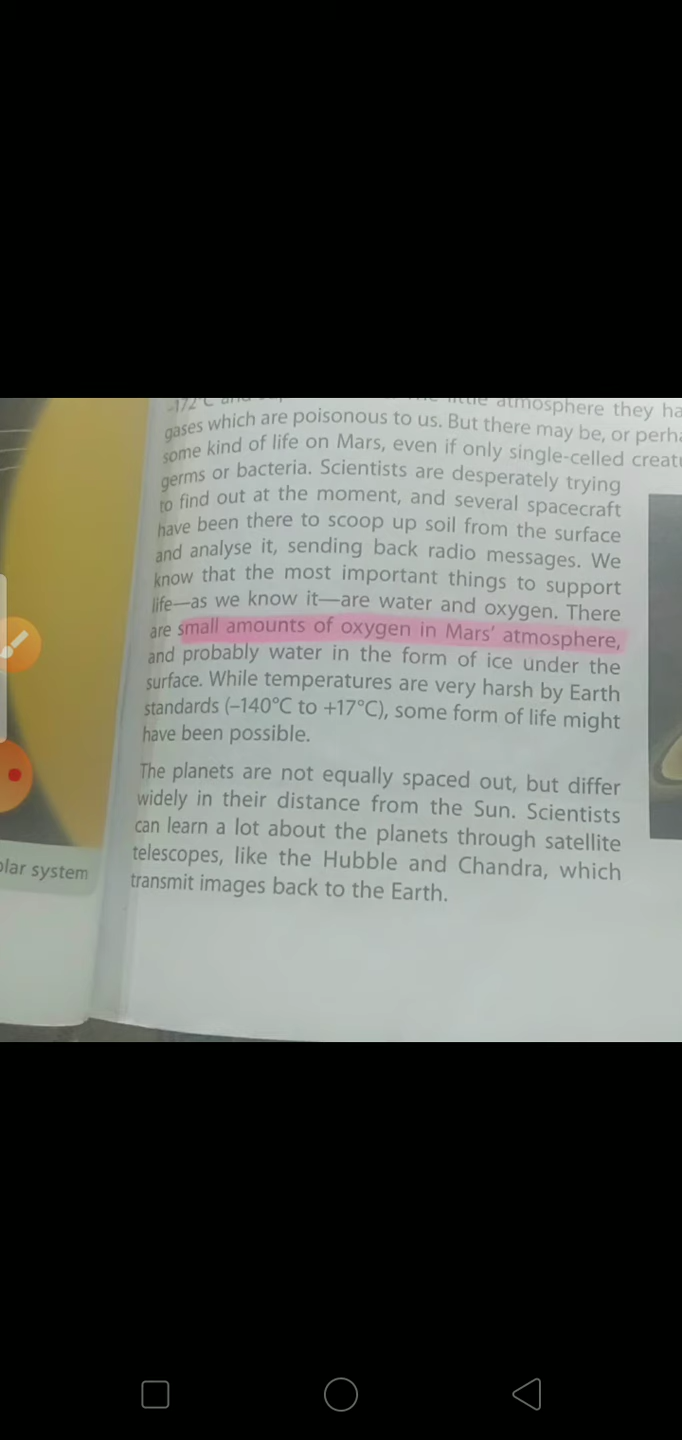 -172°C and little atmosphere they ha
gases which are poisonous to us. But there may be, or perh
some kind of life on Mars, even if only single-celled creatu
germs or bacteria. Scientists are desperately trying
to find out at the moment, and several spacecraft
have been there to scoop up soil from the surface
and analyse it, sending back radio messages. We
know that the most important things to support
life—as we know it—are water and oxygen. There
are small amounts of oxygen in Mars' atmosphere,
and probably water in the form of ice under the
surface. While temperatures are very harsh by Earth
standards (–140°C to +17°C), some form of life might
have been possible.
The planets are not equally spaced out, but differ
widely in their distance from the Sun. Scientists
can learn a lot about the planets through satellite
telescopes, like the Hubble and Chandra, which
transmit images back to the Earth.
olar system